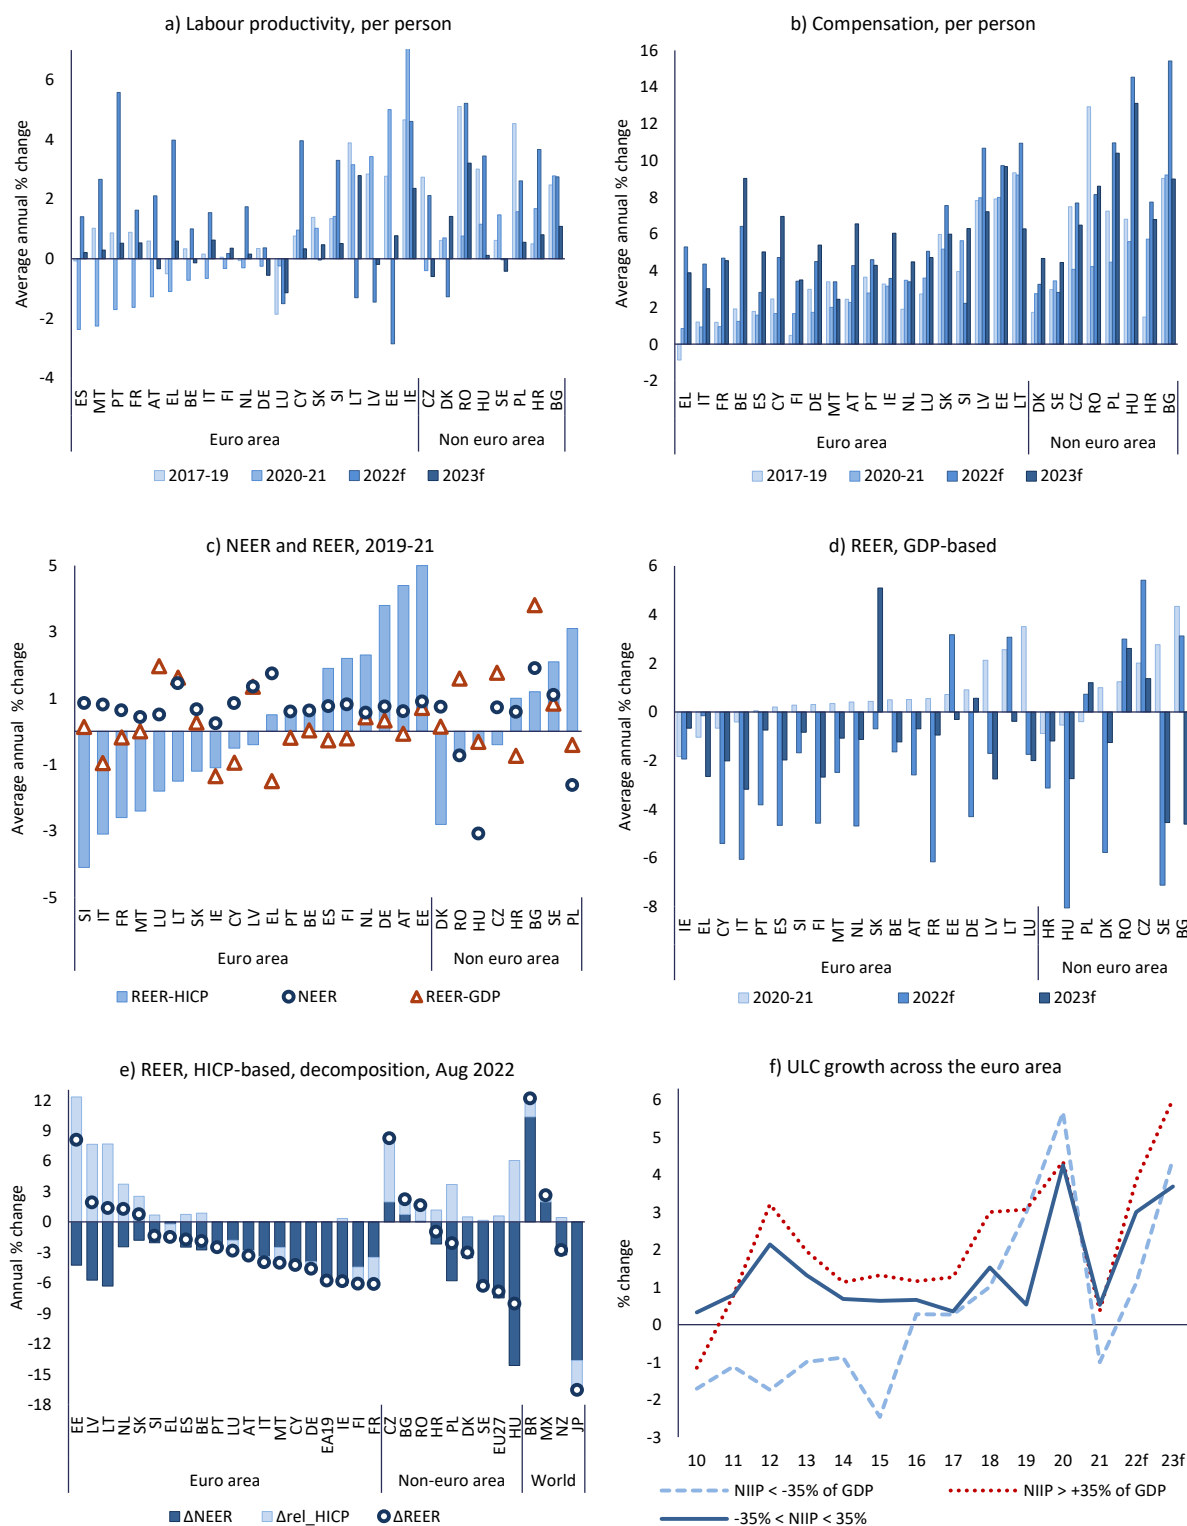 a) Labour productivity, per person
Average annual % change
6
4
2
0
-2
-4
ES MT PT FR AT EL BE IT FI NL DE LU CY SK SI LT LV EE IE CZ DK RO HU SE PL HR BG
Euro area Non euro area
2017-19 2020-21 2022f 2023f
b) Compensation, per person
Average annual % change
16
14
12
10
8
6
4
2
0
-2
EL IT FR BE ES CY FI DE MT AT PT IE NL LU SK SI LV EE LT DK SE CZ RO PL HU HR BG
Euro area Non euro area
2017-19 2020-21 2022f 2023f
c) NEER and REER, 2019-21
Average annual % change
5
3
1
-1
-3
-5
SI IT FR MT LU LT SK IE CY LV EL PT BE ES FI NL DE AT EE DK RO HU CZ HR BG SE PL
Euro area Non euro area
REER-HICP NEER REER-GDP
d) REER, GDP-based
Average annual % change
6
4
2
0
-2
-4
-6
-8
IE EL CY IT PT ES SI FI MT NL SK BE AT FR EE DE LV LT LU HR HU PL DK RO CZ SE BG
Euro area Non euro area
2020-21 2022f 2023f
e) REER, HICP-based, decomposition, Aug 2022
Annual % change
12
9
6
3
0
-3
-6
-9
-12
-15
-18
EE LV LT NL SK SI EL ES BE PT LU AT IT MT CY DE EA19 IE FI FR CZ BG RO HR PL DK SE EU27 HU BR MX NZ JP
Euro area Non-euro area World
ΔNEER Δrel_HICP ΔREER
f) ULC growth across the euro area
% change
6
5
4
3
2
1
0
-1
-2
-3
10 11 12 13 14 15 16 17 18 19 20 21 22f 23f
NIIP < -35% of GDP NIIP > +35% of GDP
-35% < NIIP < 35%